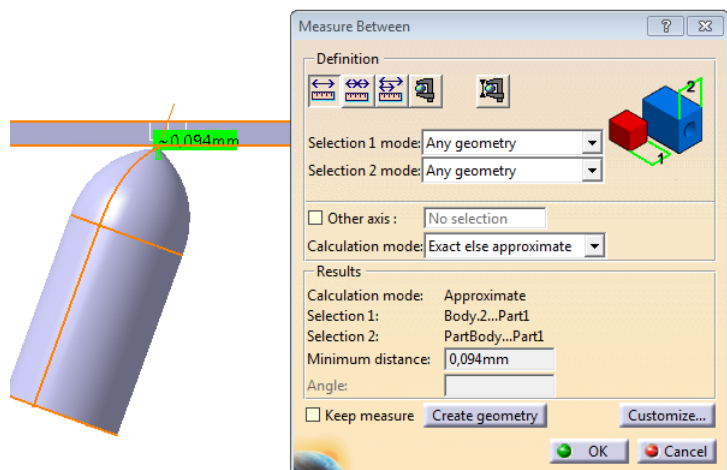 ~0,094mm
Measure Between
Definition
2
1
Selection 1 mode: Any geometry
Selection 2 mode: Any geometry
Other axis : No selection
Calculation mode: Exact else approximate
Results
Calculation mode: Approximate
Selection 1: Body.2...Part1
Selection 2: PartBody...Part1
Minimum distance: 0,094mm
Angle:
Keep measure Create geometry Customize...
OK Cancel